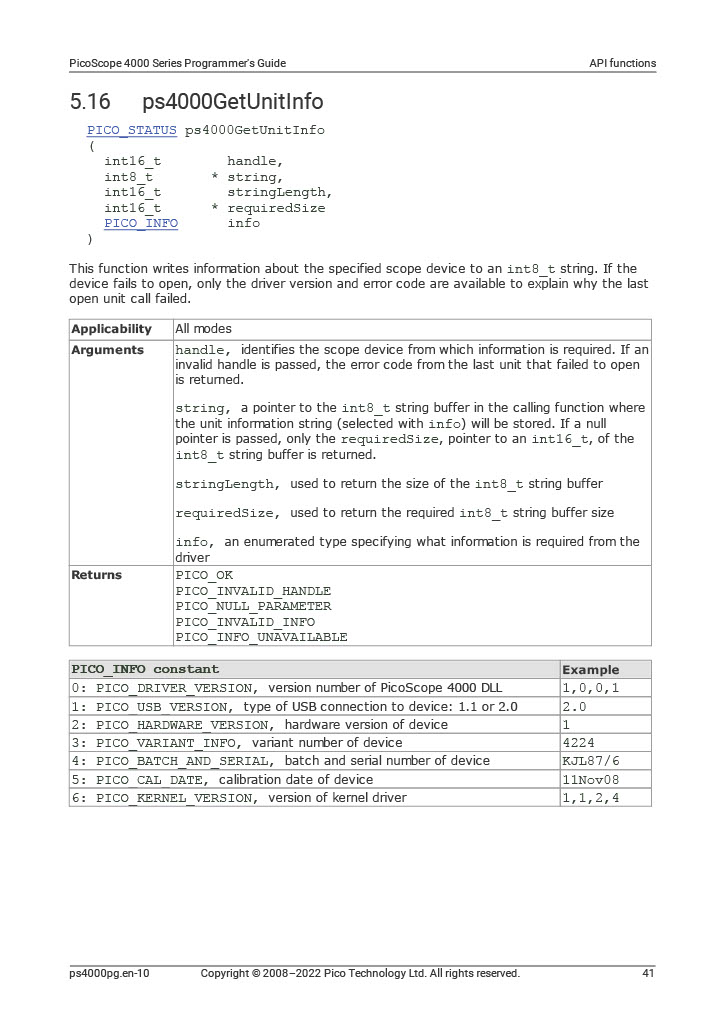 PicoScope 4000 Series Programmer's Guide API functions
5.16 ps4000GetUnitInfo
PICO_STATUS ps4000GetUnitInfo
(
int16_t handle,
int8_t * string,
int16_t stringLength,
int16_t * requiredSize
PICO_INFO info
)
This function writes information about the specified scope device to an int8_t string. If the
device fails to open, only the driver version and error code are available to explain why the last
open unit call failed.
Applicability All modes
Arguments handle, identifies the scope device from which information is required. If an
invalid handle is passed, the error code from the last unit that failed to open
is returned.
string, a pointer to the int8_t string buffer in the calling function where
the unit information string (selected with info) will be stored. If a null
pointer is passed, only the requiredSize, pointer to an int16_t, of the
int8_t string buffer is returned.
stringLength, used to return the size of the int8_t string buffer
requiredSize, used to return the required int8_t string buffer size
info, an enumerated type specifying what information is required from the
driver
Returns PICO_OK
PICO_INVALID_HANDLE
PICO_NULL_PARAMETER
PICO_INVALID_INFO
PICO_INFO_UNAVAILABLE
PICO_INFO constant Example
0: PICO_DRIVER_VERSION, version number of PicoScope 4000 DLL 1,0,0,1
1: PICO_USB_VERSION, type of USB connection to device: 1.1 or 2.0 2.0
2: PICO_HARDWARE_VERSION, hardware version of device 1
3: PICO_VARIANT_INFO, variant number of device 4224
4: PICO_BATCH_AND_SERIAL, batch and serial number of device KJL87/6
5: PICO_CAL_DATE, calibration date of device 11Nov08
6: PICO_KERNEL_VERSION, version of kernel driver 1,1,2,4
ps4000pg.en-10 Copyright © 2008–2022 Pico Technology Ltd. All rights reserved. 41